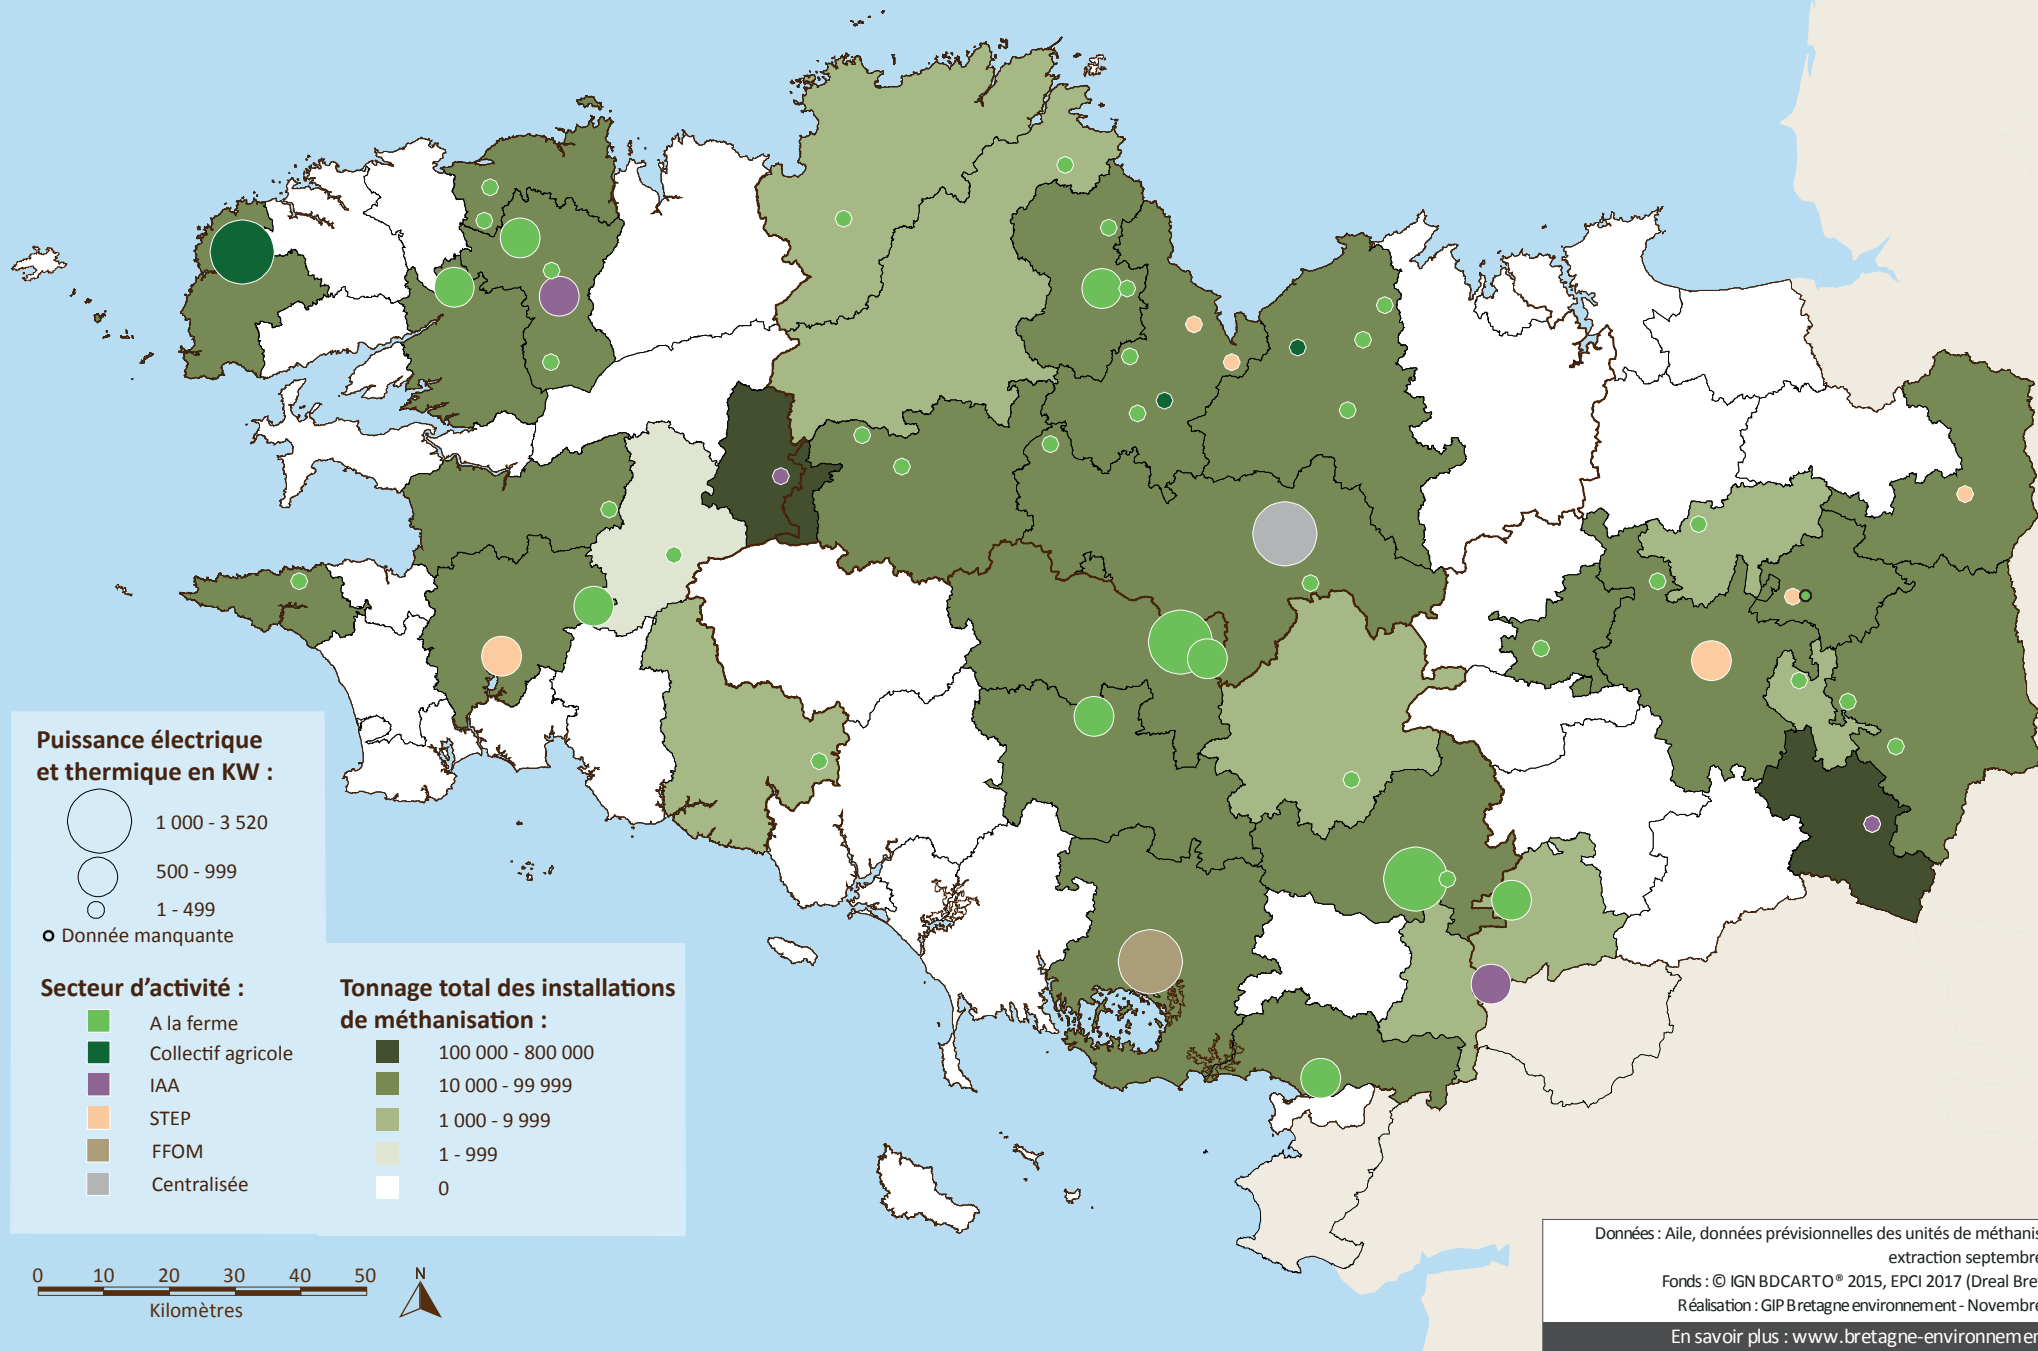 Puissance électrique
et thermique en KW :
1 000 - 3 520
500 - 999
1 - 499
Donnée manquante
Secteur d'activité :
A la ferme
Collectif agricole
IAA
STEP
FFOM
Centralisée
Tonnage total des installations
de méthanisation :
100 000 - 800 000
10 000 - 99 999
1 000 - 9 999
1 - 999
0
0 10 20 30 40 50
Kilomètres
N
Données : Aile, données prévisionnelles des unités de méthanis
extraction septembre
Fonds : © IGN BDCARTO® 2015, EPCI 2017 (Dreal Bre
Réalisation : GIP Bretagne environnement - Novembre
En savoir plus : www.bretagne-environnemen